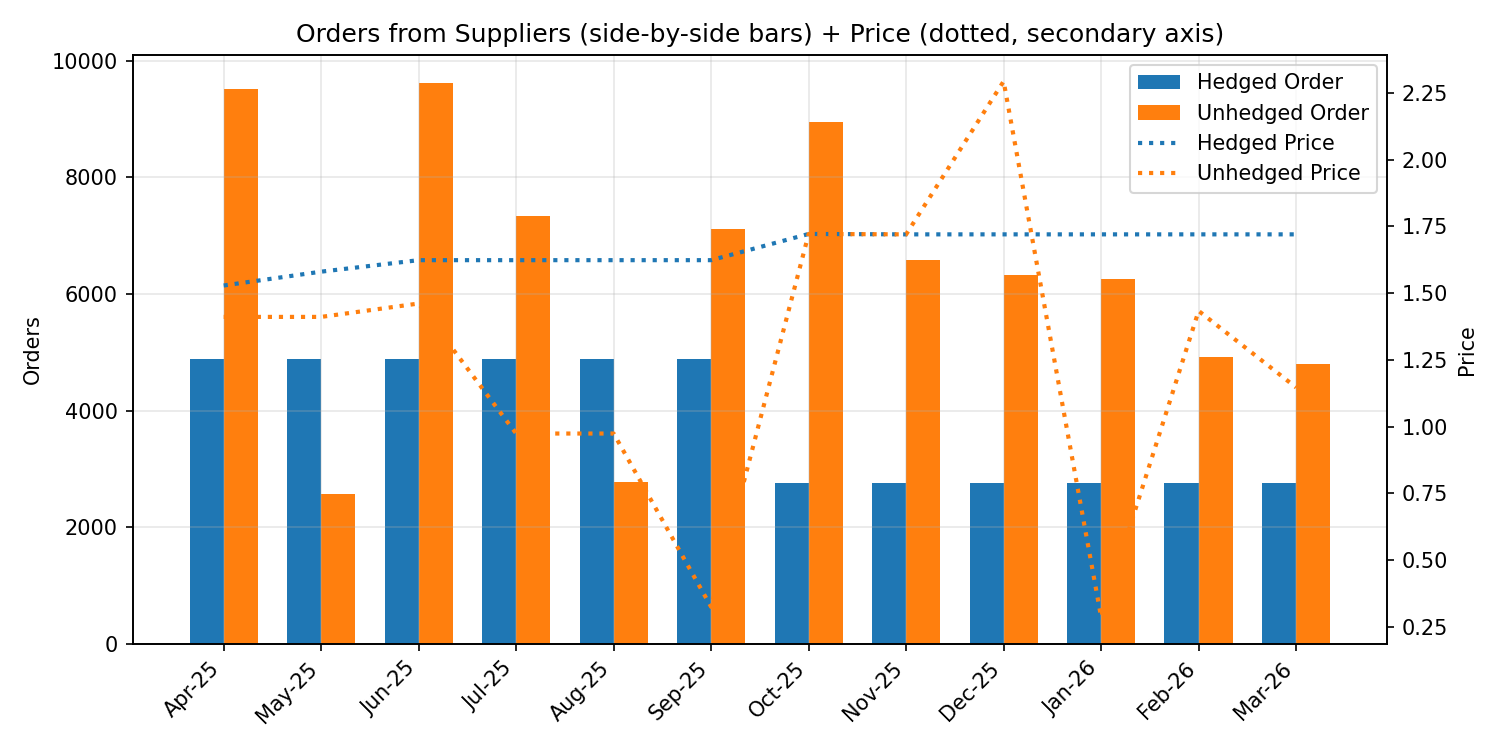 Orders from Suppliers (side-by-side bars) + Price (dotted, secondary axis)
Hedged Order
Unhedged Order
Hedged Price
Unhedged Price
Orders
10000
8000
6000
4000
2000
0
Price
2.25
2.00
1.75
1.50
1.25
1.00
0.75
0.50
0.25
Apr-25
May-25
Jun-25
Jul-25
Aug-25
Sep-25
Oct-25
Nov-25
Dec-25
Jan-26
Feb-26
Mar-26